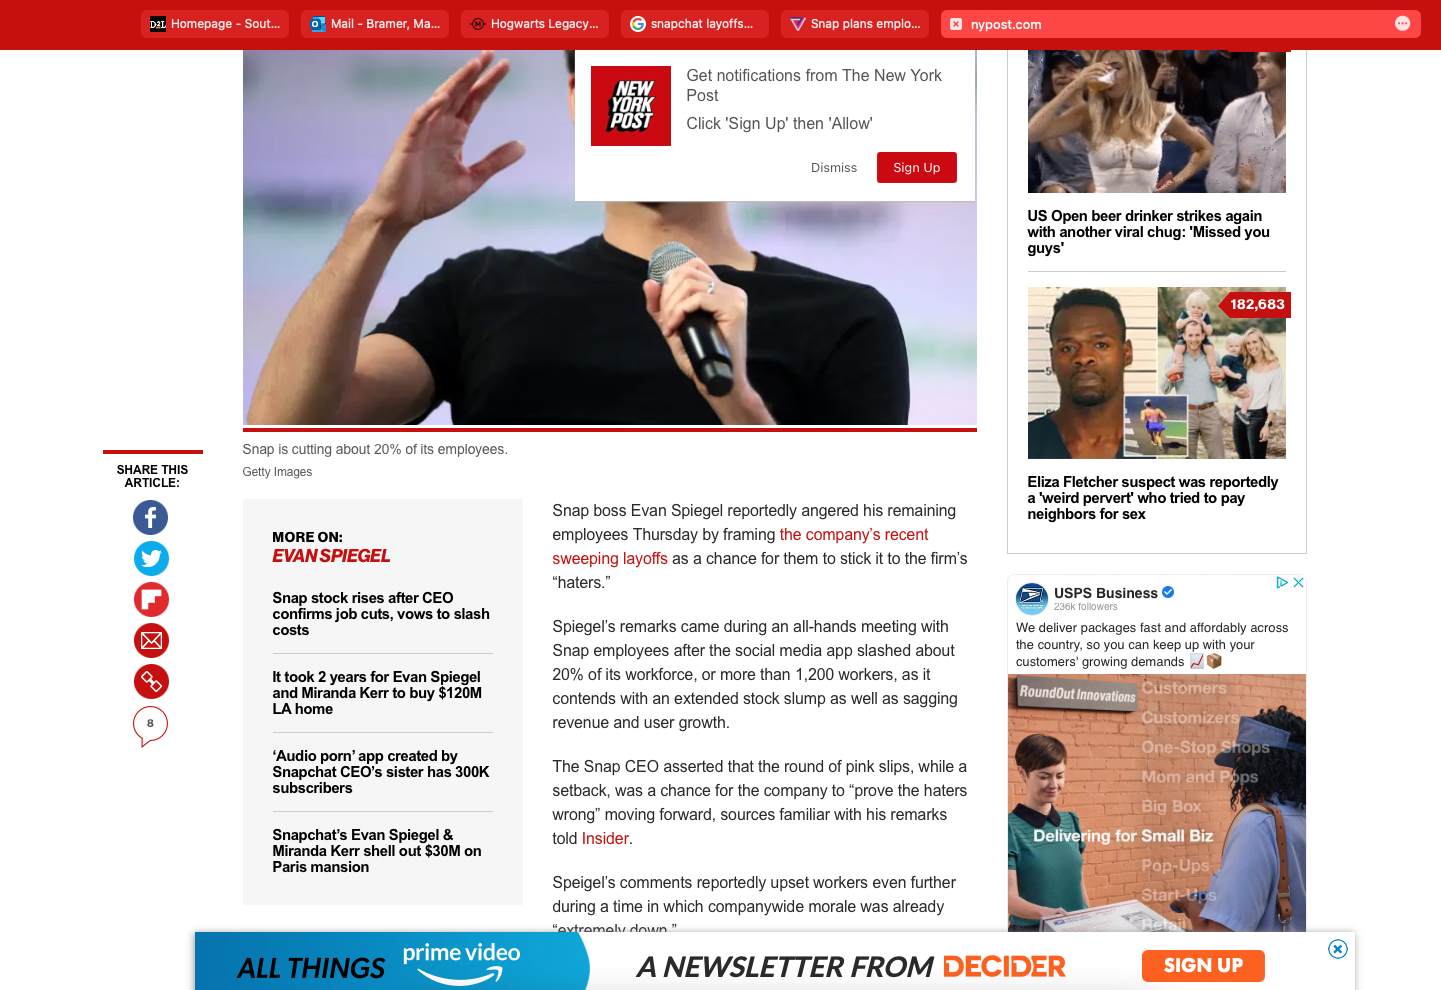 Homepage - Sout...
Mail - Bramer, Ma...
Hogwarts Legacy...
snapchat layoffs...
Snap plans emplo...
nypost.com
NEW
YORK
POST
Get notifications from The New York
Post
Click 'Sign Up' then 'Allow'
Dismiss
Sign Up
Snap is cutting about 20% of its employees.
Getty Images
SHARE THIS
ARTICLE:
8
MORE ON:
EVAN SPIEGEL
Snap stock rises after CEO
confirms job cuts, vows to slash
costs
It took 2 years for Evan Spiegel
and Miranda Kerr to buy $120M
LA home
‘Audio porn’ app created by
Snapchat CEO’s sister has 300K
subscribers
Snapchat’s Evan Spiegel &
Miranda Kerr shell out $30M on
Paris mansion
Snap boss Evan Spiegel reportedly angered his remaining
employees Thursday by framing the company’s recent
sweeping layoffs as a chance for them to stick it to the firm’s
“haters.”
Spiegel’s remarks came during an all-hands meeting with
Snap employees after the social media app slashed about
20% of its workforce, or more than 1,200 workers, as it
contends with an extended stock slump as well as sagging
revenue and user growth.
The Snap CEO asserted that the round of pink slips, while a
setback, was a chance for the company to “prove the haters
wrong” moving forward, sources familiar with his remarks
told Insider.
Speigel’s comments reportedly upset workers even further
during a time in which companywide morale was already
“extremely down.”
US Open beer drinker strikes again
with another viral chug: 'Missed you
guys'
182,683
Eliza Fletcher suspect was reportedly
a 'weird pervert' who tried to pay
neighbors for sex
USPS Business
236k followers
We deliver packages fast and affordably across
the country, so you can keep up with your
customers' growing demands
RoundOut Innovations
Customers
Customizers
One-Stop Shops
Mom and Pops
Big Box
Delivering for Small Biz
Pop-Ups
Start-Ups
Retail
ALL THINGS prime video
A NEWSLETTER FROM DECIDER
SIGN UP